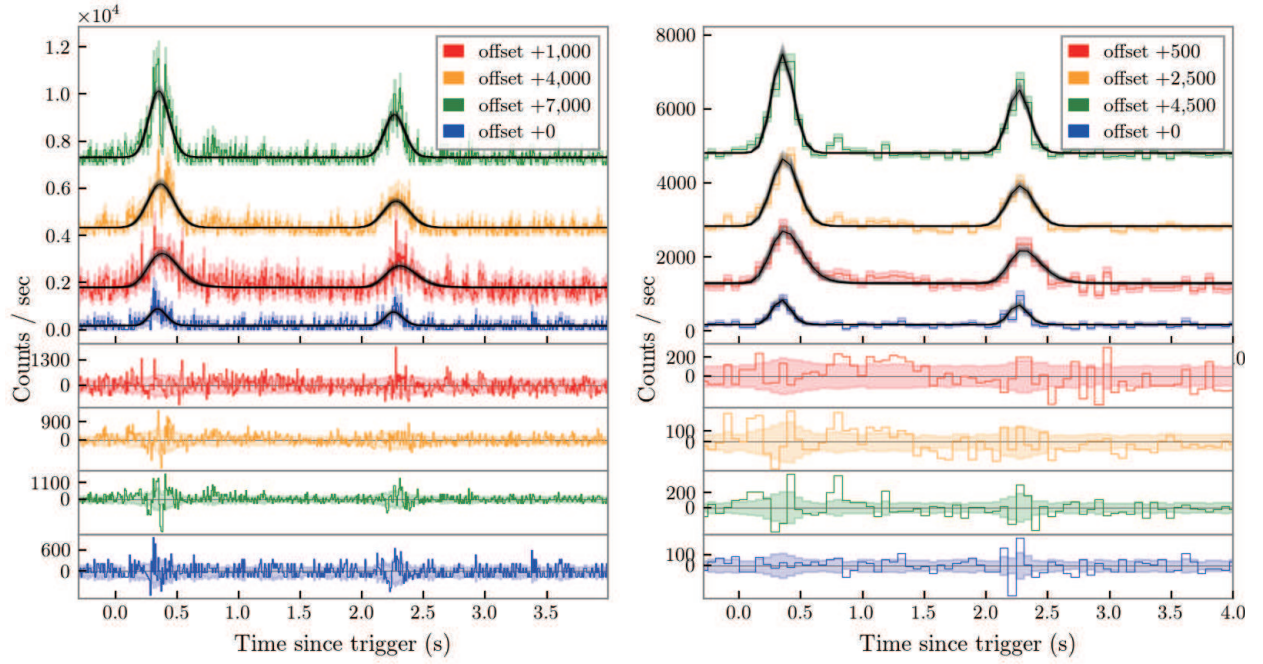 ×10⁴
1.2
1.0
0.8
0.6
0.4
0.2
0.0
offset +1,000
offset +4,000
offset +7,000
offset +0
Counts / sec
1300
0
900
0
1100
0
600
0
0.0 0.5 1.0 1.5 2.0 2.5 3.0 3.5
Time since trigger (s)
8000
6000
4000
2000
0
offset +500
offset +2,500
offset +4,500
offset +0
Counts / sec
200
0
.0
100
0
200
0
100
0
0.0 0.5 1.0 1.5 2.0 2.5 3.0 3.5 4.0
Time since trigger (s)